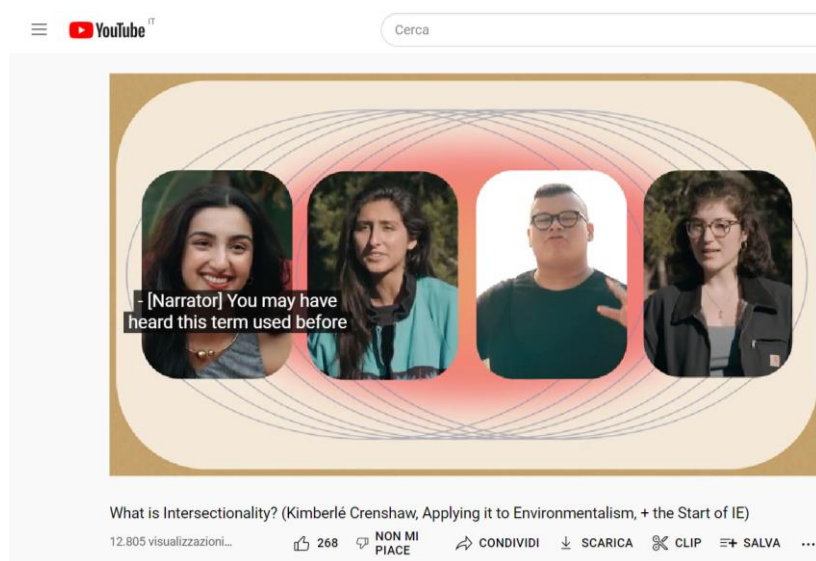 YouTube IT
Cerca
- [Narrator] You may have
heard this term used before
What is Intersectionality? (Kimberlé Crenshaw, Applying it to Environmentalism, + the Start of IE)
12.805 visualizzazioni...
268
NON MI
PIACE
CONDIVIDI
SCARICA
CLIP
SALVA
...